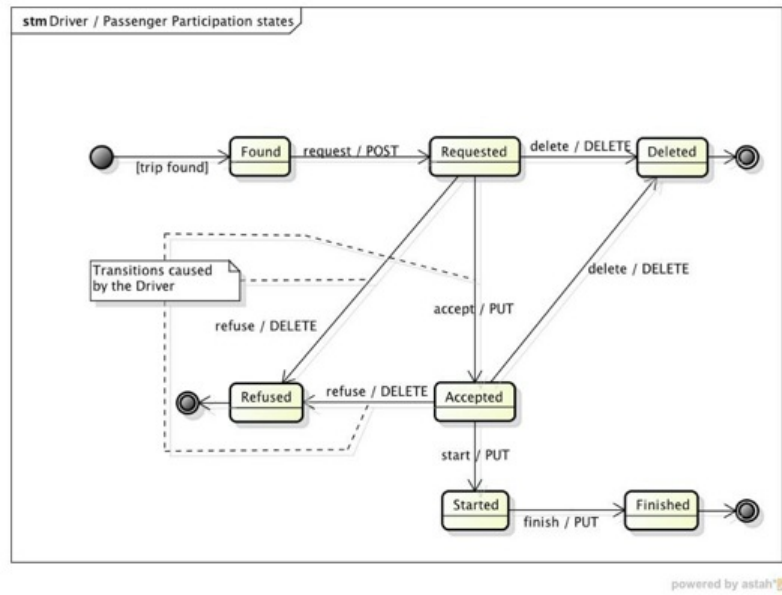 stm Driver / Passenger Participation states
Found
request / POST
Requested
delete / DELETE
Deleted
[trip found]
Transitions caused
by the Driver
delete / DELETE
accept / PUT
refuse / DELETE
Refused
refuse / DELETE
Accepted
start / PUT
Started
finish / PUT
Finished
powered by astah*